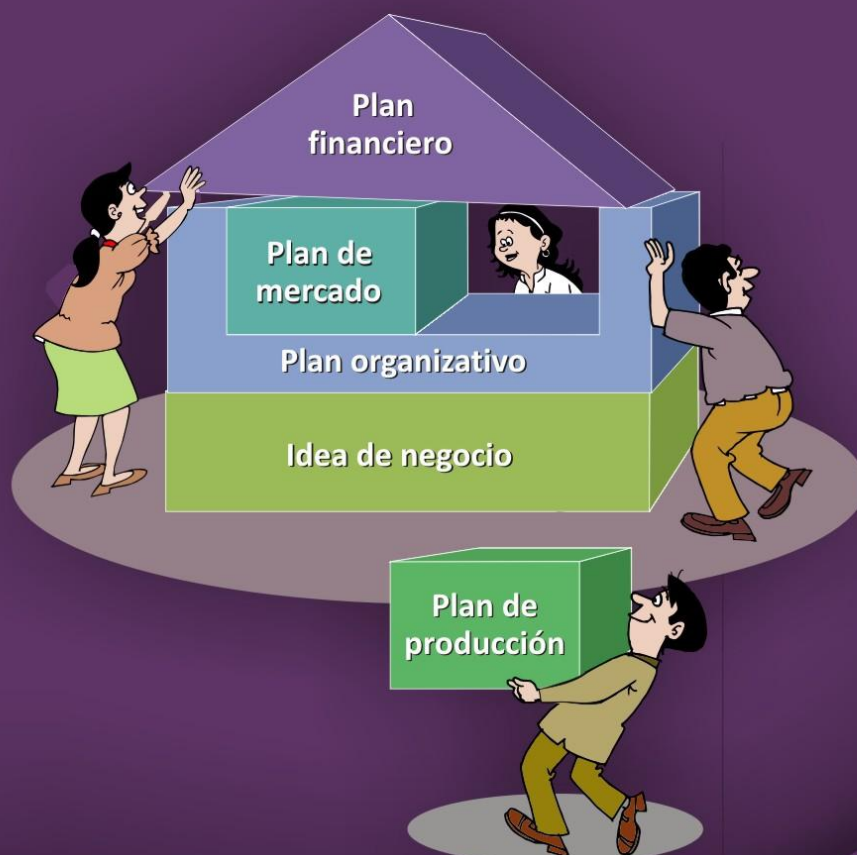 Plan
financiero
Plan de
mercado
Plan organizativo
Idea de negocio
Plan de
producción